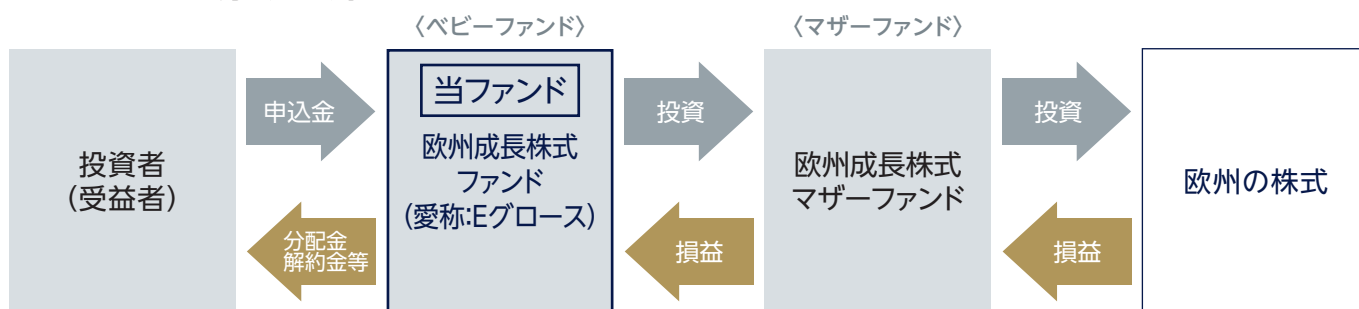 〈ベビーファンド〉
〈マザーファンド〉
投資者
(受益者)
申込金
分配金
解約金等
当ファンド
欧州成長株式
ファンド
(愛称:Eグロース)
投資
損益
欧州成長株式
マザーファンド
投資
損益
欧州の株式